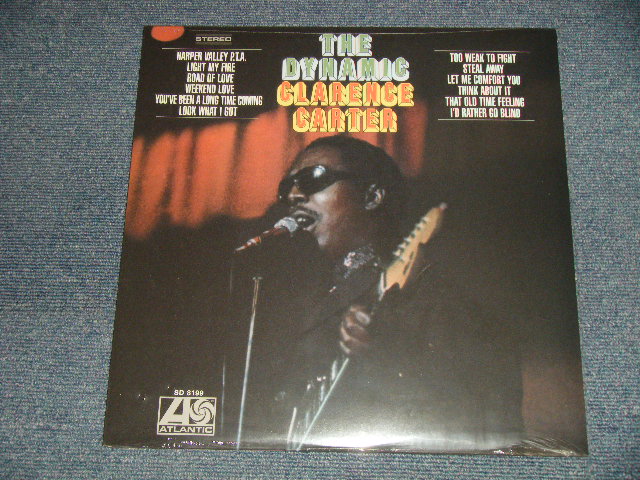 STEREO
THE
DYNAMIC
CLARENCE
CARTER
HARPER VALLEY P.T.A.
LIGHT MY FIRE
ROAD OF LOVE
WEEKEND LOVE
YOU'VE BEEN A LONG TIME COMING
LOOK WHAT I GOT
TOO WEAK TO FIGHT
STEAL AWAY
LET ME COMFORT YOU
THINK ABOUT IT
THAT OLD TIME FEELING
I'D RATHER GO BLIND
SD 8199
ATLANTIC